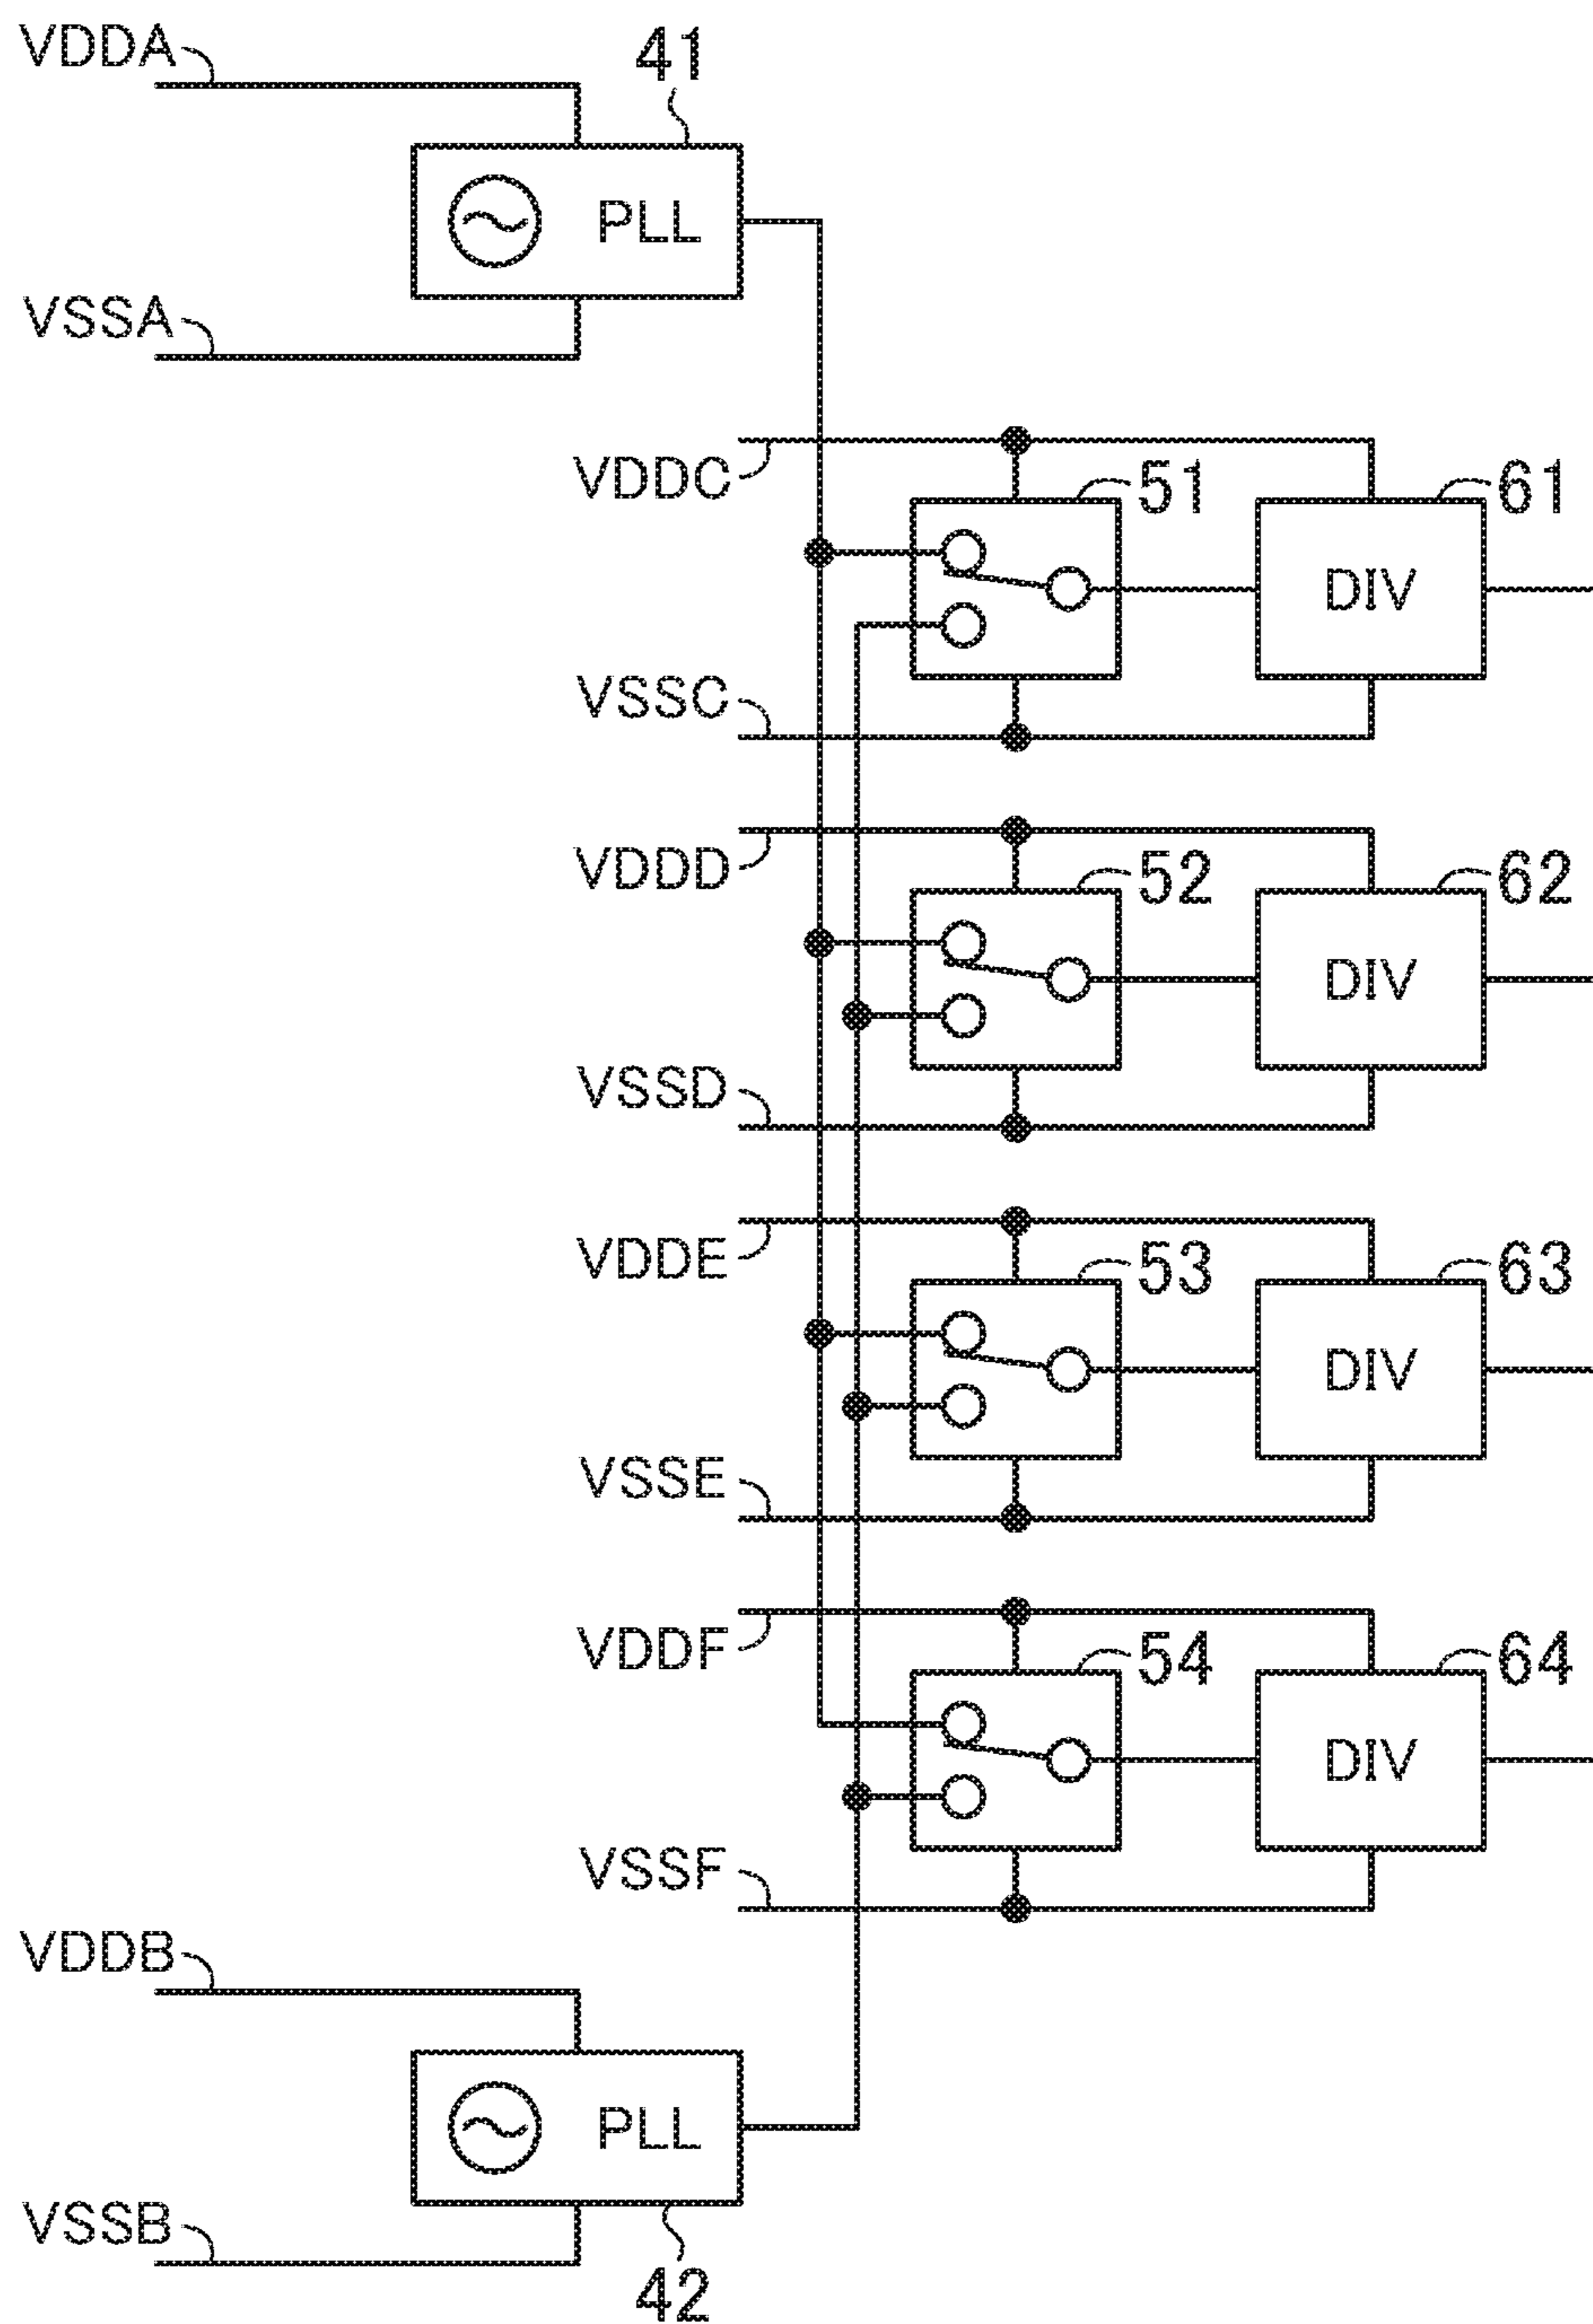 VDDA
41
PLL
VSSA
VDDC
51
61
DIV
VSSC
VDDD
52
62
DIV
VSSD
VDDE
53
63
DIV
VSSE
VDDF
54
64
DIV
VSSF
VDDB
PLL
VSSB
42